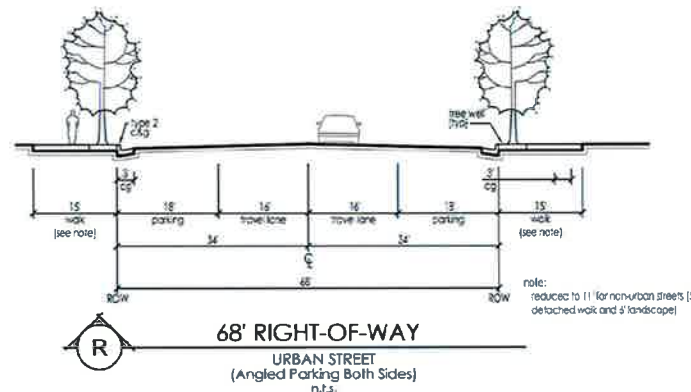 type 2
c&g
tree well
(typ)
3'
cg
3'
cg
15'
18'
16'
16'
18'
15'
walk
parking
travel lane
travel lane
parking
walk
(see note)
(see note)
34'
34'
℄
68'
ROW
ROW
note:
reduced to 11' for non-urban streets (5'
detached walk and 6' landscape)
R
68' RIGHT-OF-WAY
URBAN STREET
(Angled Parking Both Sides)
n.t.s.